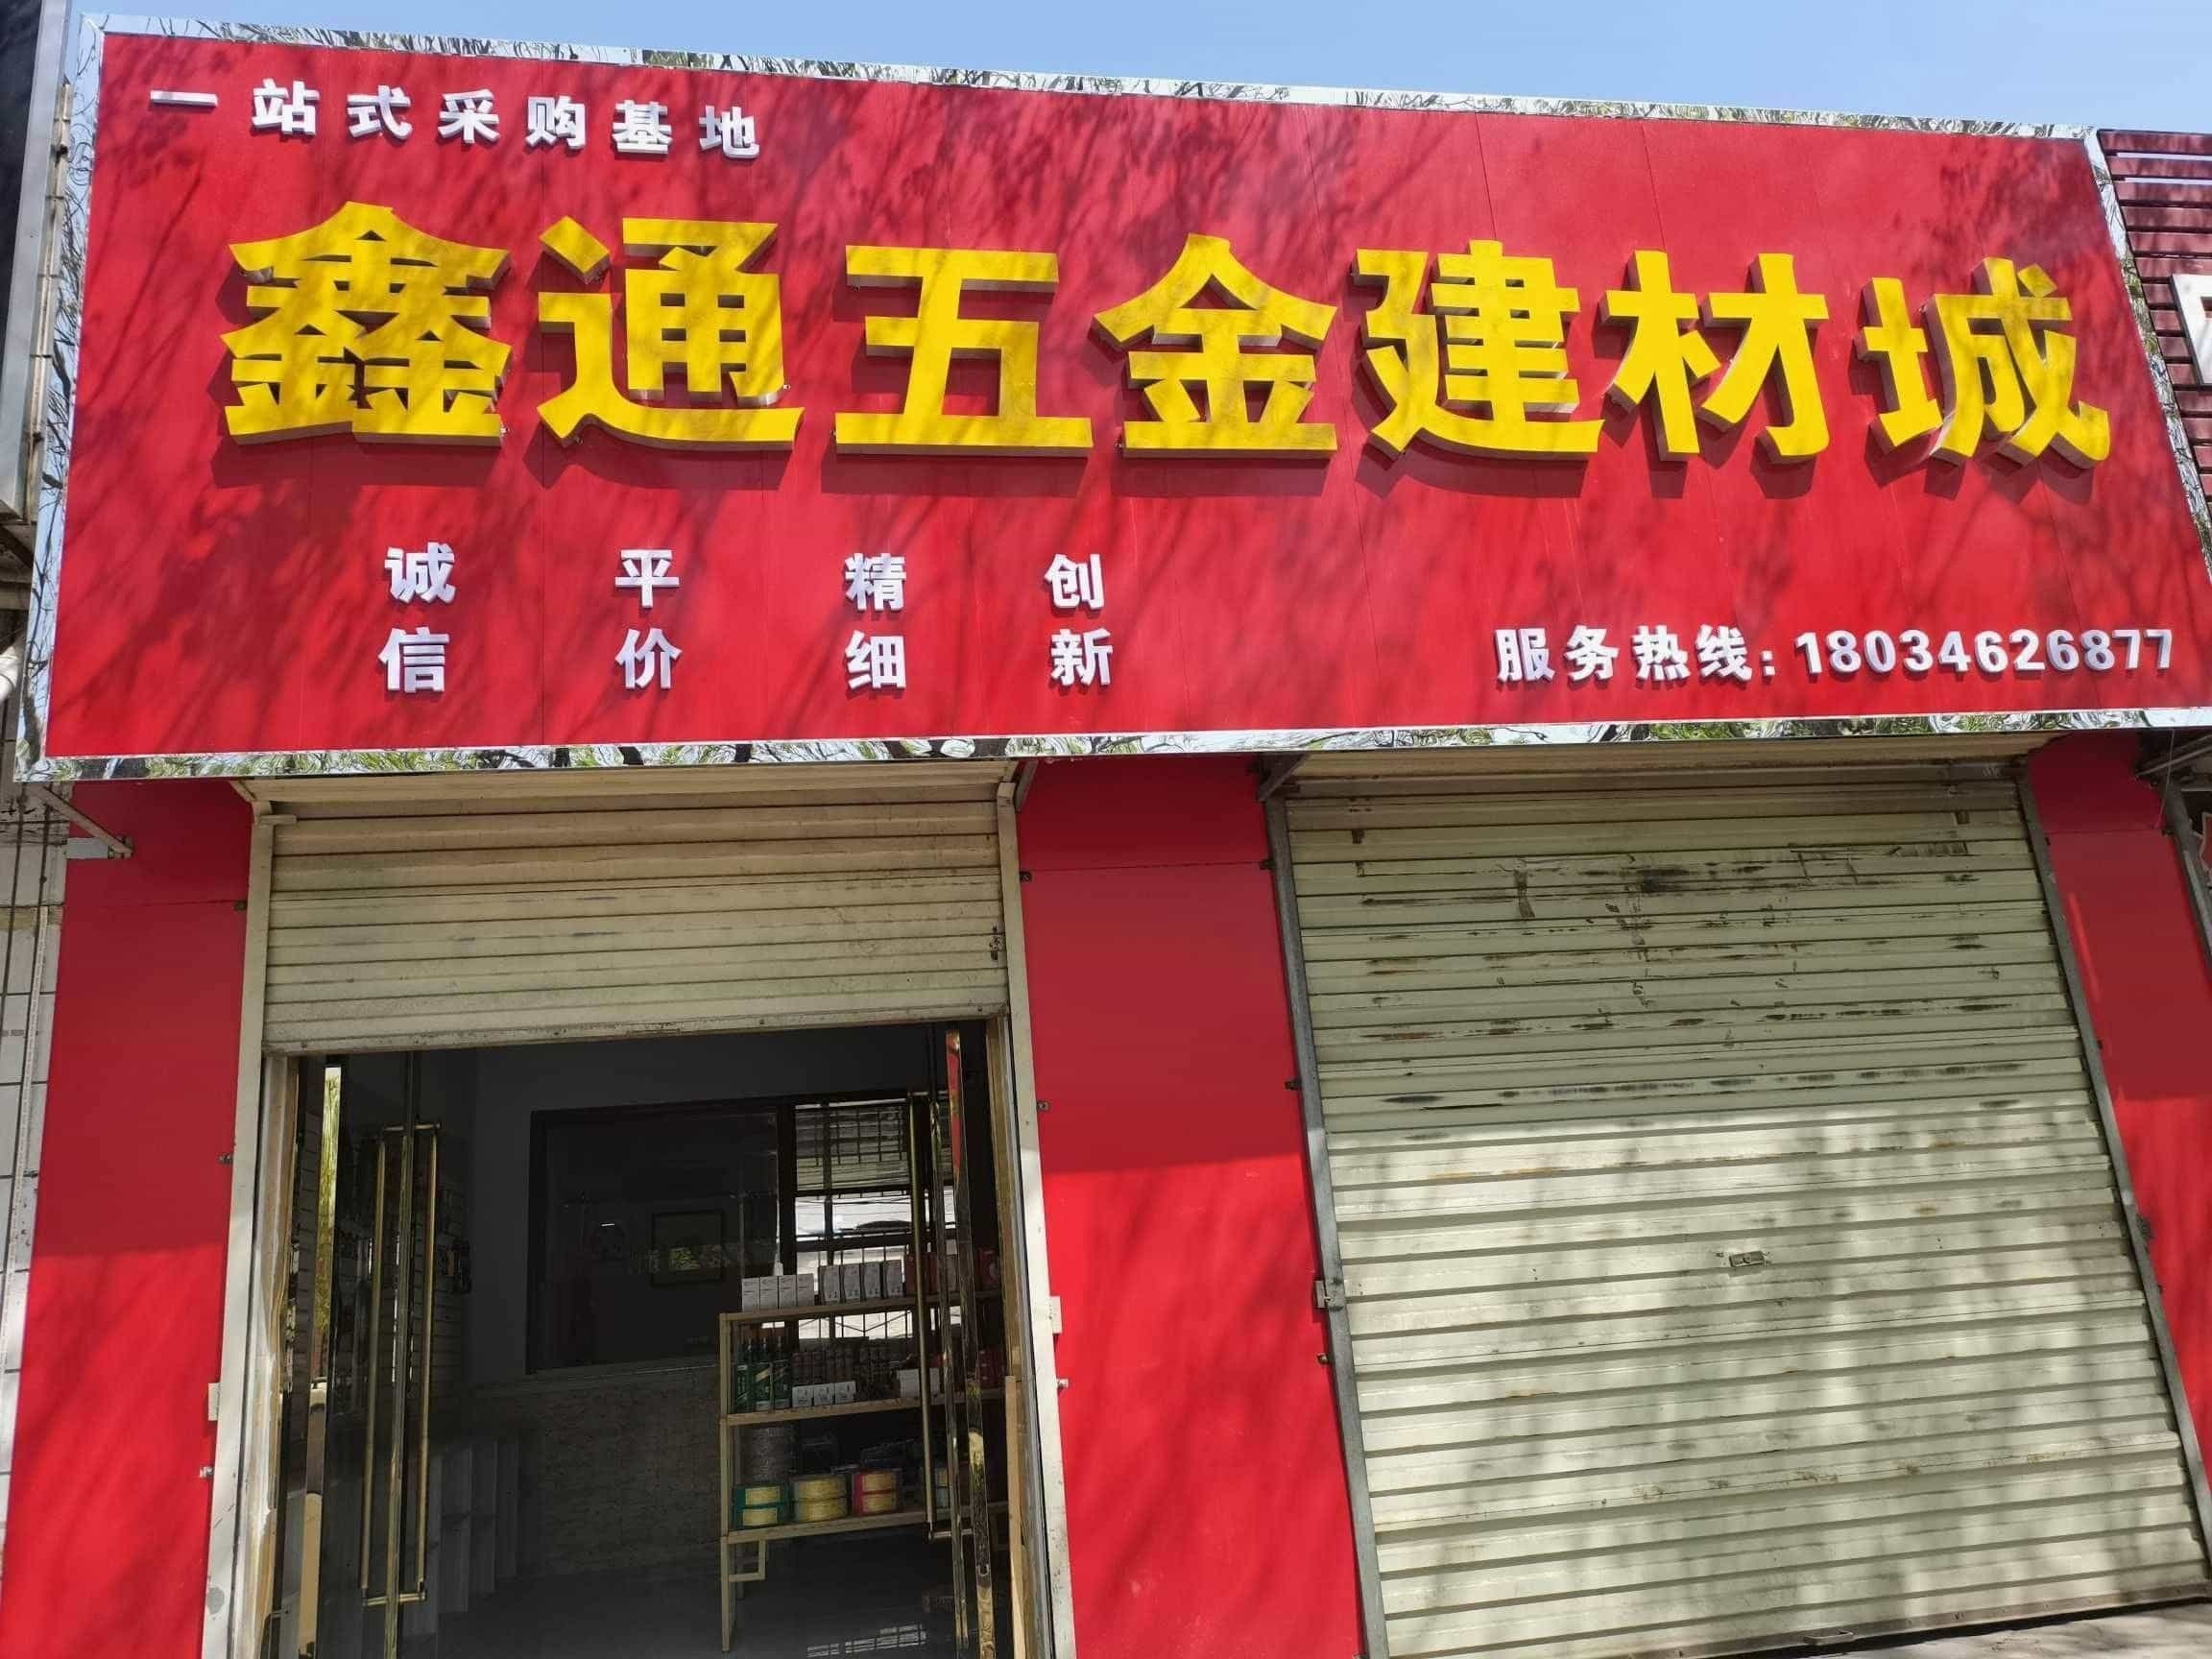 一站式采购基地
鑫通五金建材城
诚信 平价 精细 创新
服务热线:18034626877